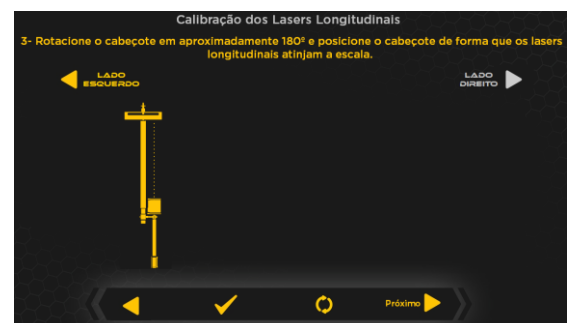 Calibração dos Lasers Longitudinais
3- Rotacione o cabeçote em aproximadamente 180º e posicione o cabeçote de forma que os lasers
longitudinais atinjam a escala.
LADO
ESQUERDO
LADO
DIREITO
Próximo